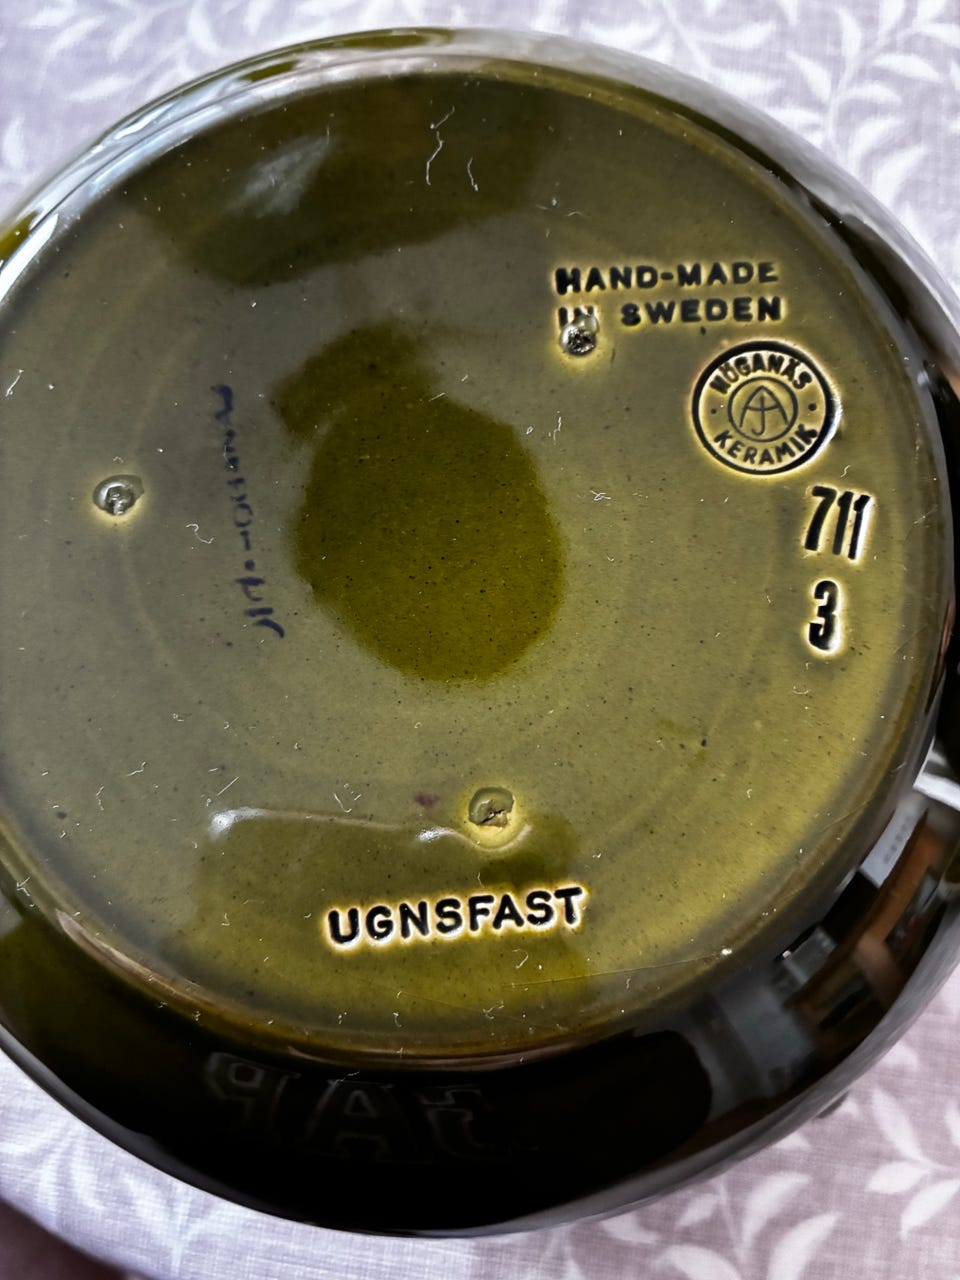 HAND-MADE
IN SWEDEN
HÖGANÄS
AJ
KERAMIK
711
3
UGNSFAST